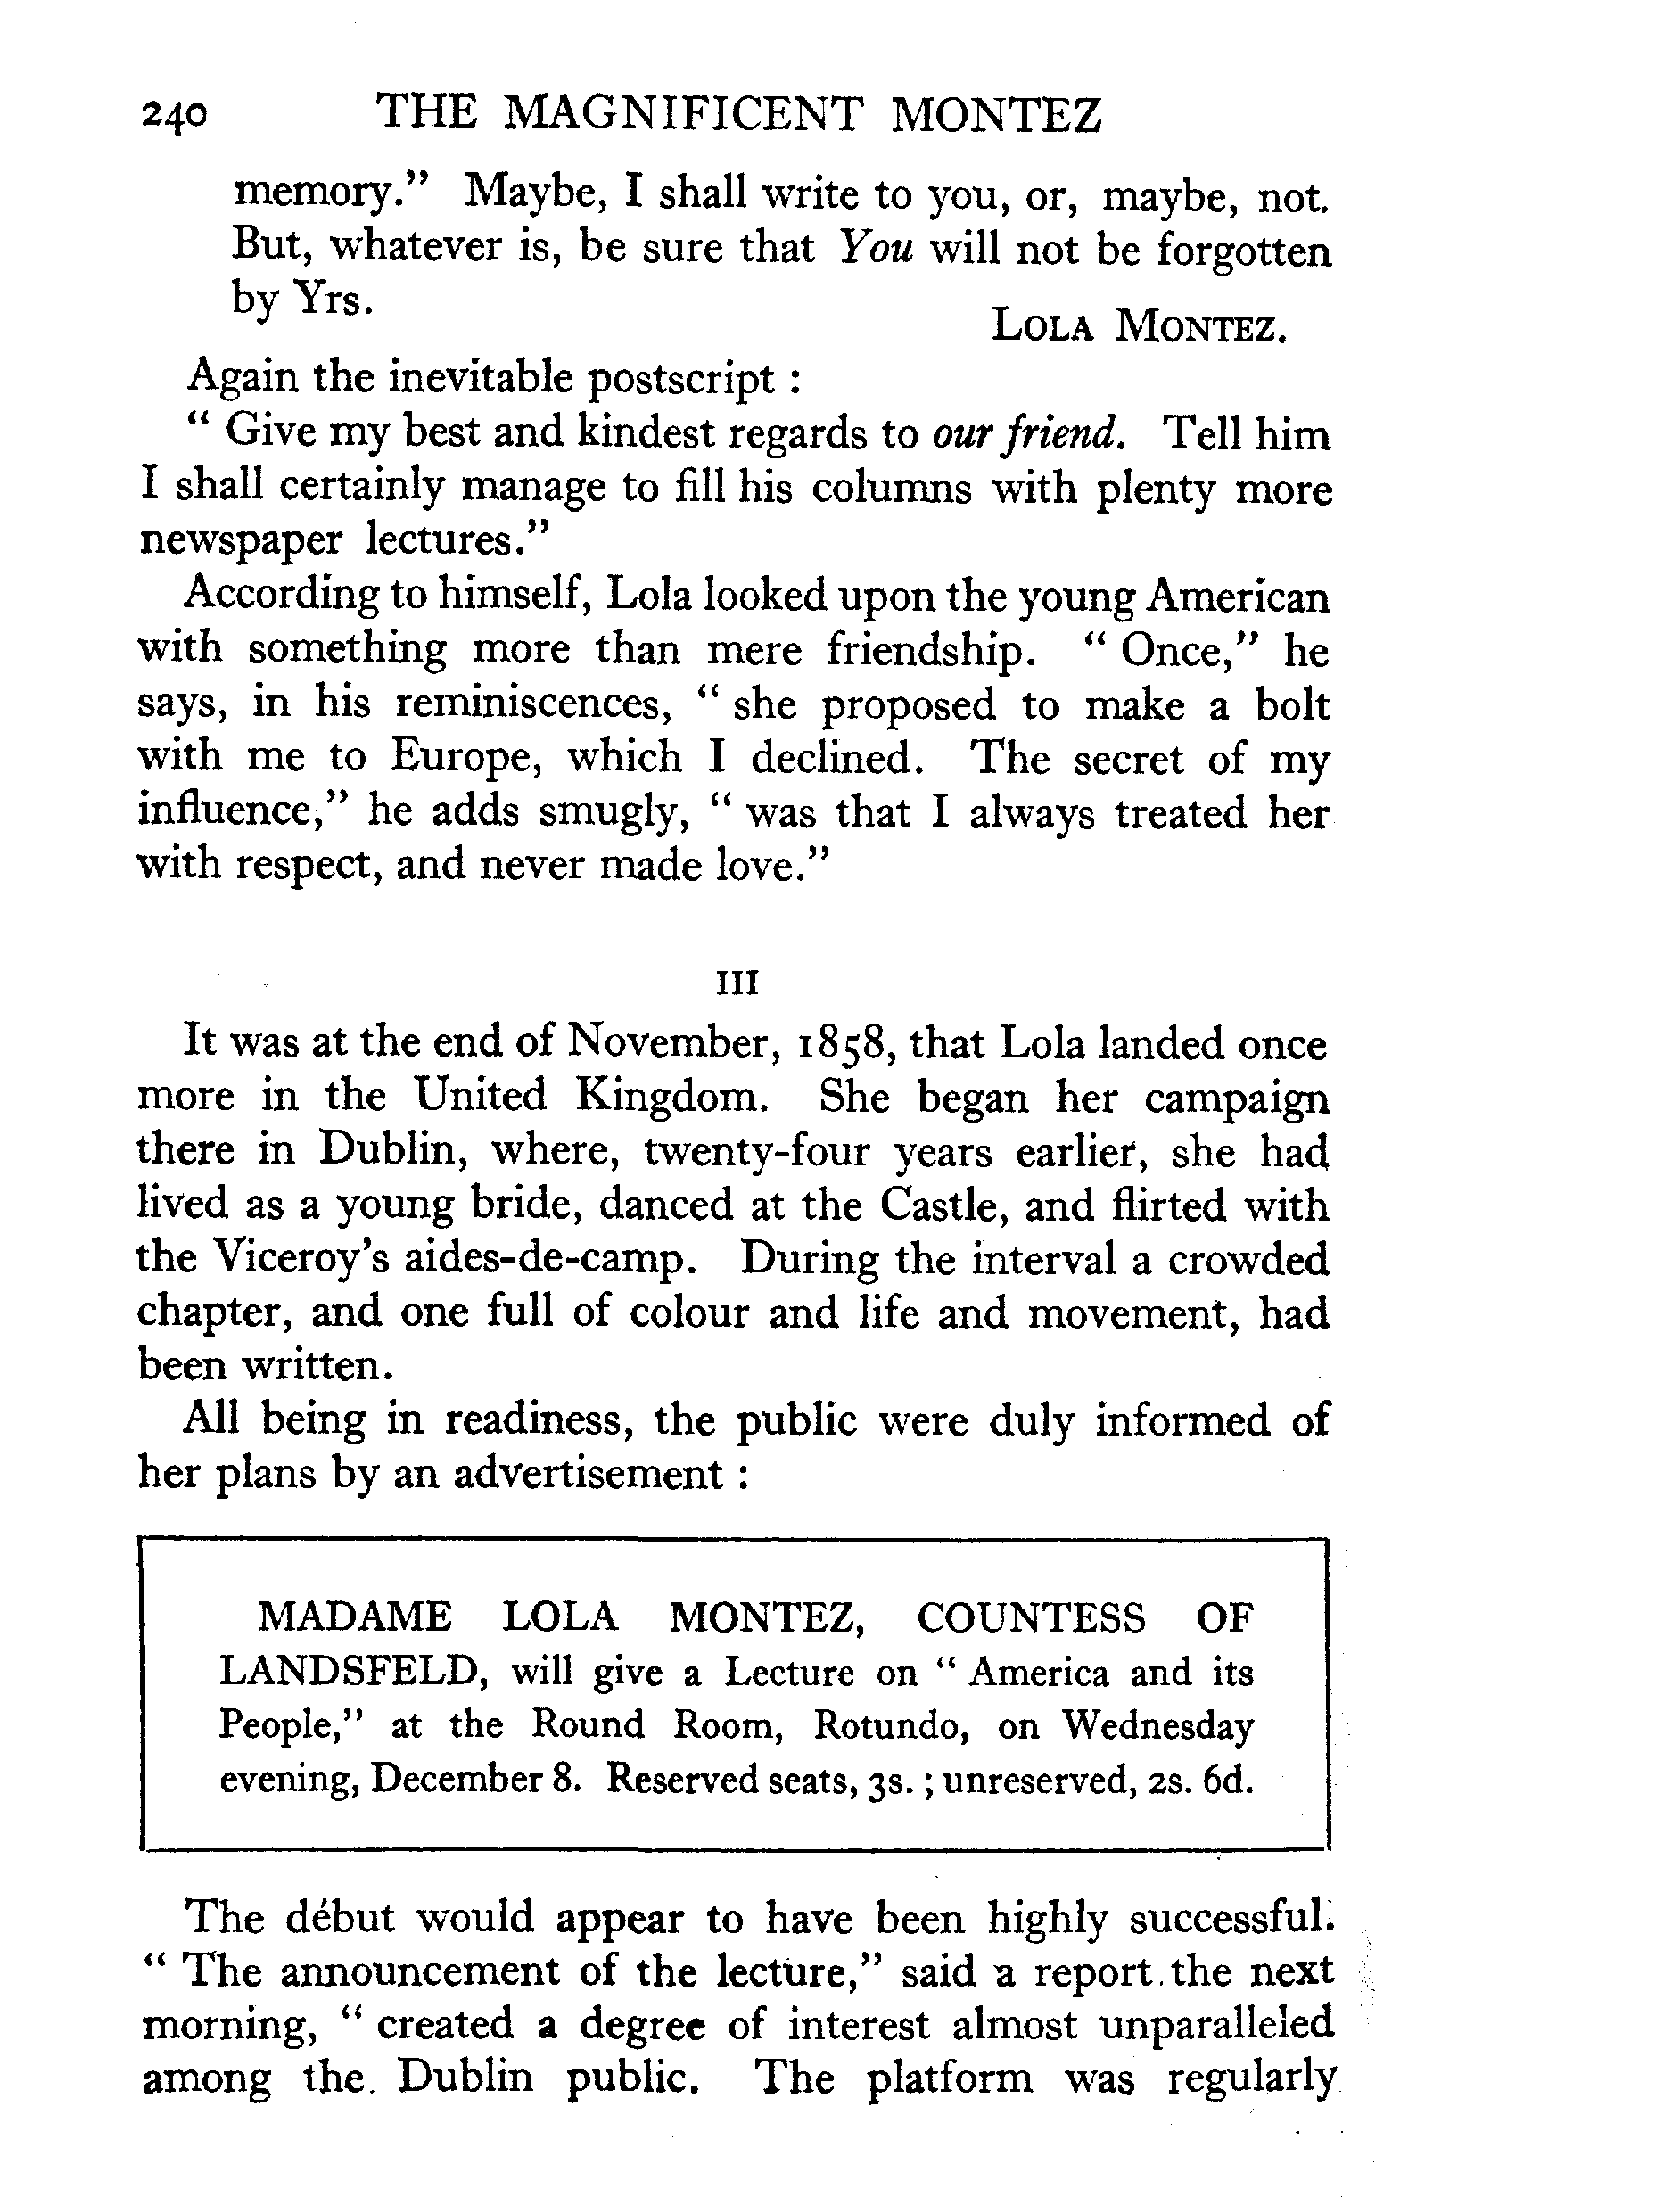 240 THE MAGNIFICENT MONTEZ
memory." Maybe, I shall write to you, or, maybe, not.
But, whatever is, be sure that You will not be forgotten
by Yrs.
LOLA MONTEZ.
Again the inevitable postscript :
" Give my best and kindest regards to our friend. Tell him
I shall certainly manage to fill his columns with plenty more
newspaper lectures."
According to himself, Lola looked upon the young American
with something more than mere friendship. " Once," he
says, in his reminiscences, " she proposed to make a bolt
with me to Europe, which I declined. The secret of my
influence," he adds smugly, " was that I always treated her
with respect, and never made love."
III
It was at the end of November, 1858, that Lola landed once
more in the United Kingdom. She began her campaign
there in Dublin, where, twenty-four years earlier, she had
lived as a young bride, danced at the Castle, and flirted with
the Viceroy's aides-de-camp. During the interval a crowded
chapter, and one full of colour and life and movement, had
been written.
All being in readiness, the public were duly informed of
her plans by an advertisement :
MADAME LOLA MONTEZ, COUNTESS OF
LANDSFELD, will give a Lecture on " America and its
People," at the Round Room, Rotundo, on Wednesday
evening, December 8. Reserved seats, 3s. ; unreserved, 2s. 6d.
The début would appear to have been highly successful.
" The announcement of the lecture," said a report the next
morning, " created a degree of interest almost unparalleled
among the Dublin public. The platform was regularly